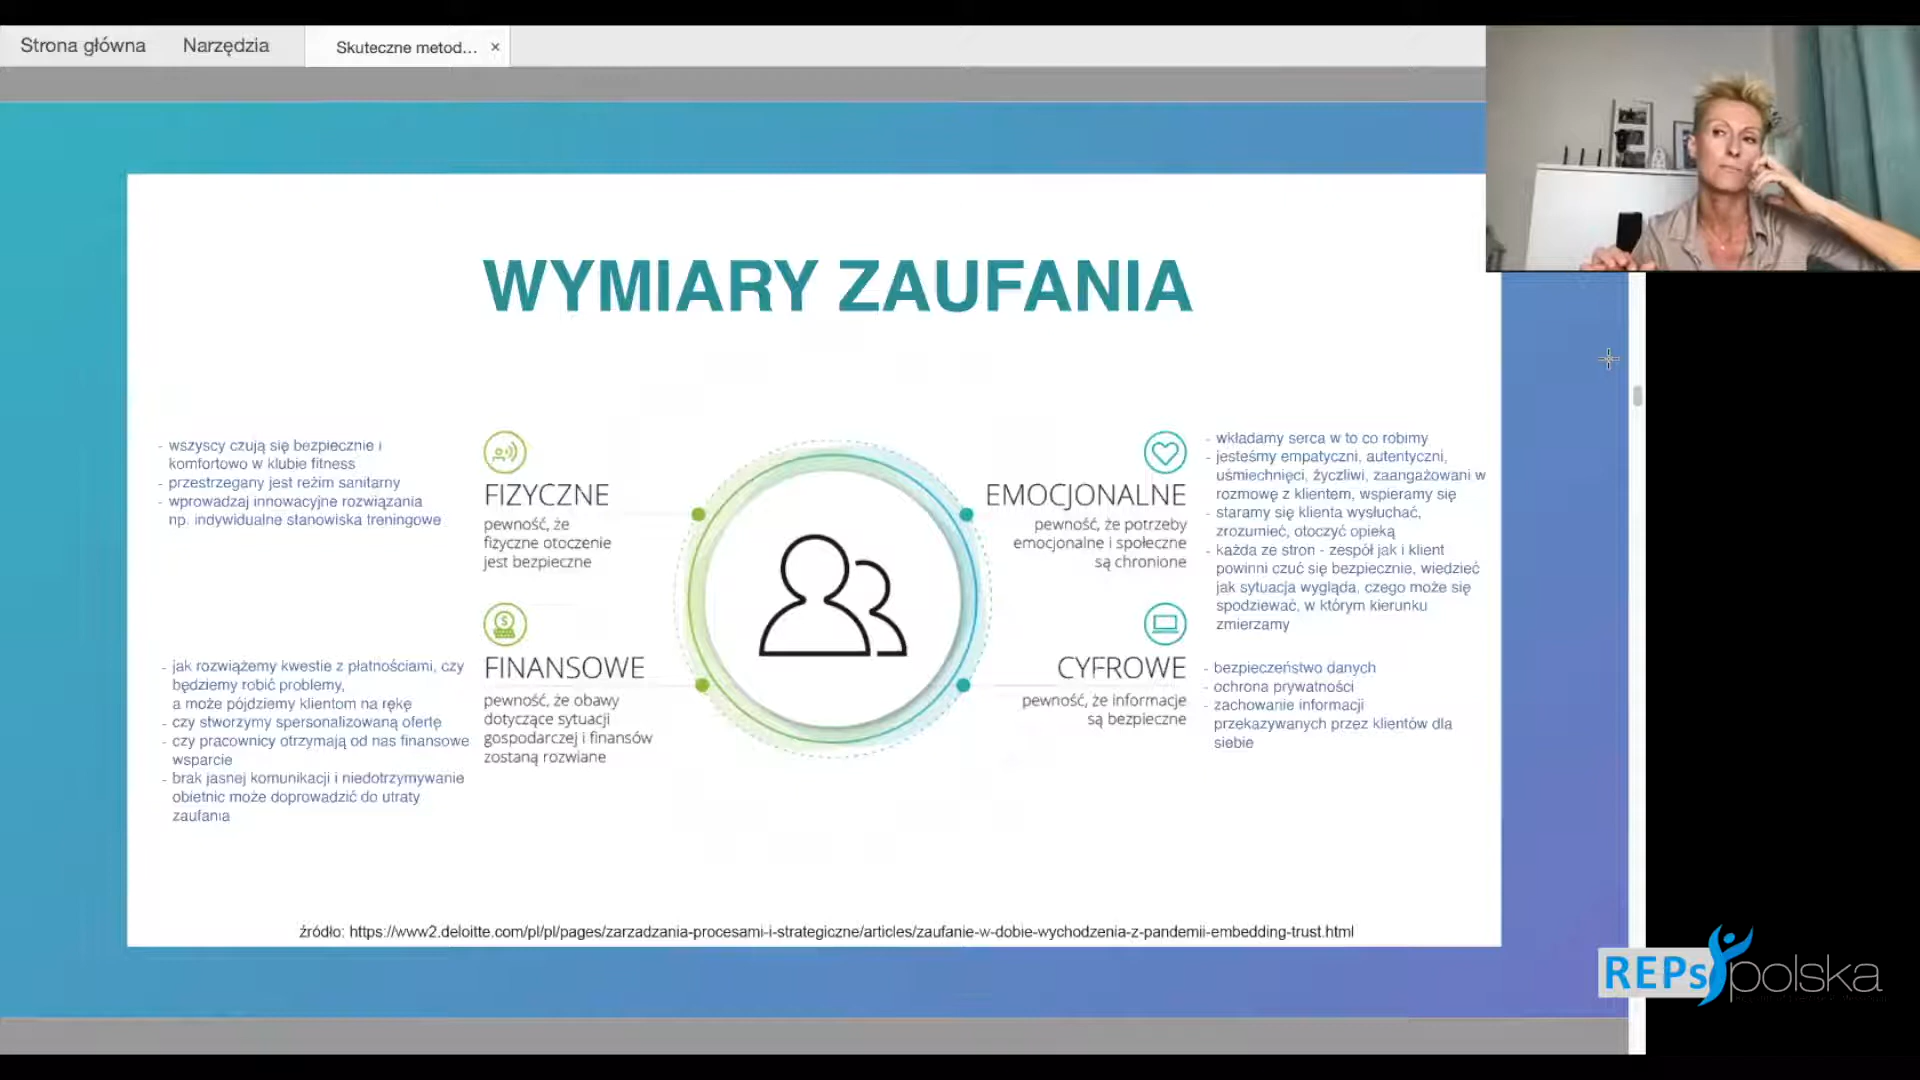 Strona główna
Narzędzia
Skuteczne metod... ×
WYMIARY ZAUFANIA
- wszyscy czują się bezpiecznie i
komfortowo w klubie fitness
- przestrzegany jest reżim sanitarny
- wprowadzaj innowacyjne rozwiązania
np. indywidualne stanowiska treningowe
FIZYCZNE
pewność, że
fizyczne otoczenie
jest bezpieczne
EMOCJONALNE
pewność, że potrzeby
emocjonalne i społeczne
są chronione
- wkładamy serca w to co robimy
- jesteśmy empatyczni, autentyczni,
uśmiechnięci, życzliwi, zaangażowani w
rozmowę z klientem, wspieramy się
- staramy się klienta wysłuchać,
zrozumieć, otoczyć opieką
- każda ze stron - zespół jak i klient
powinni czuć się bezpiecznie, wiedzieć
jak sytuacja wygląda, czego może się
spodziewać, w którym kierunku
zmierzamy
- jak rozwiążemy kwestie z płatnościami, czy
będziemy robić problemy,
a może pójdziemy klientom na rękę
- czy stworzymy spersonalizowaną ofertę
- czy pracownicy otrzymają od nas finansowe
wsparcie
- brak jasnej komunikacji i niedotrzymywanie
obietnic może doprowadzić do utraty
zaufania
FINANSOWE
pewność, że obawy
dotyczące sytuacji
gospodarczej i finansów
zostaną rozwiane
CYFROWE
pewność, że informacje
są bezpieczne
- bezpieczeństwo danych
- ochrona prywatności
- zachowanie informacji
przekazywanych przez klientów dla
siebie
źródło: https://www2.deloitte.com/pl/pl/pages/zarzadzania-procesami-i-strategiczne/articles/zaufanie-w-dobie-wychodzenia-z-pandemii-embedding-trust.html
REPs polska